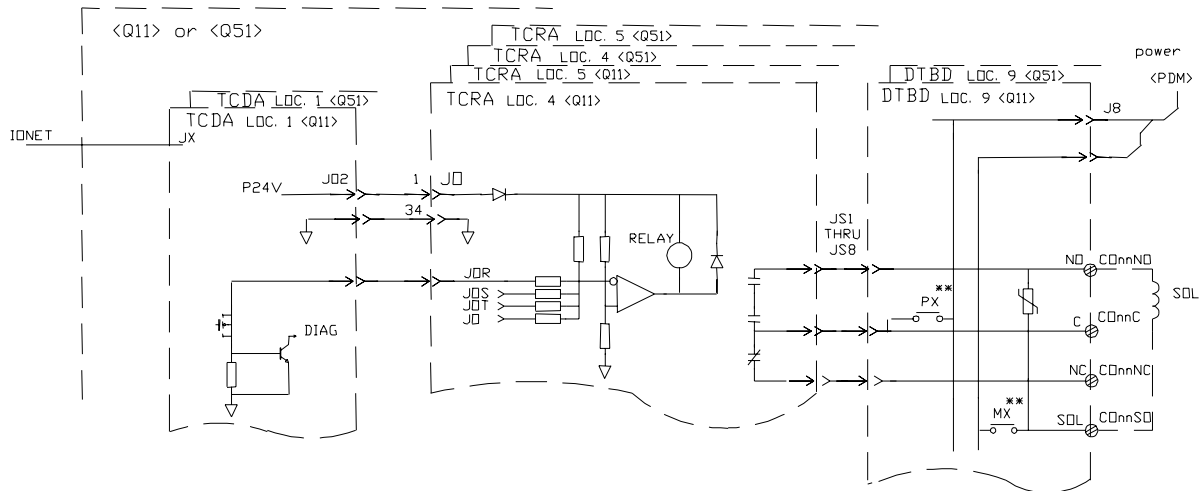 <Q11> or <Q51>
TCRA LOC. 5 <Q51>
TCRA LOC. 4 <Q51>
TCRA LOC. 5 <Q11>
TCRA LOC. 4 <Q11>
power
<PDM>
DTBD LOC. 9 <Q51>
DTBD LOC. 9 <Q11>
J8
TCDA LOC. 1 <Q51>
TCDA LOC. 1 <Q11>
IONET
JX
P24V
JO2
1
JO
34
RELAY
JS1
THRU
JS8
JOR
JOS
JOT
JO
NO
COnnNO
SOL
PX
**
C
COnnC
DIAG
NC
COnnNC
MX
**
SOL
COnnSO